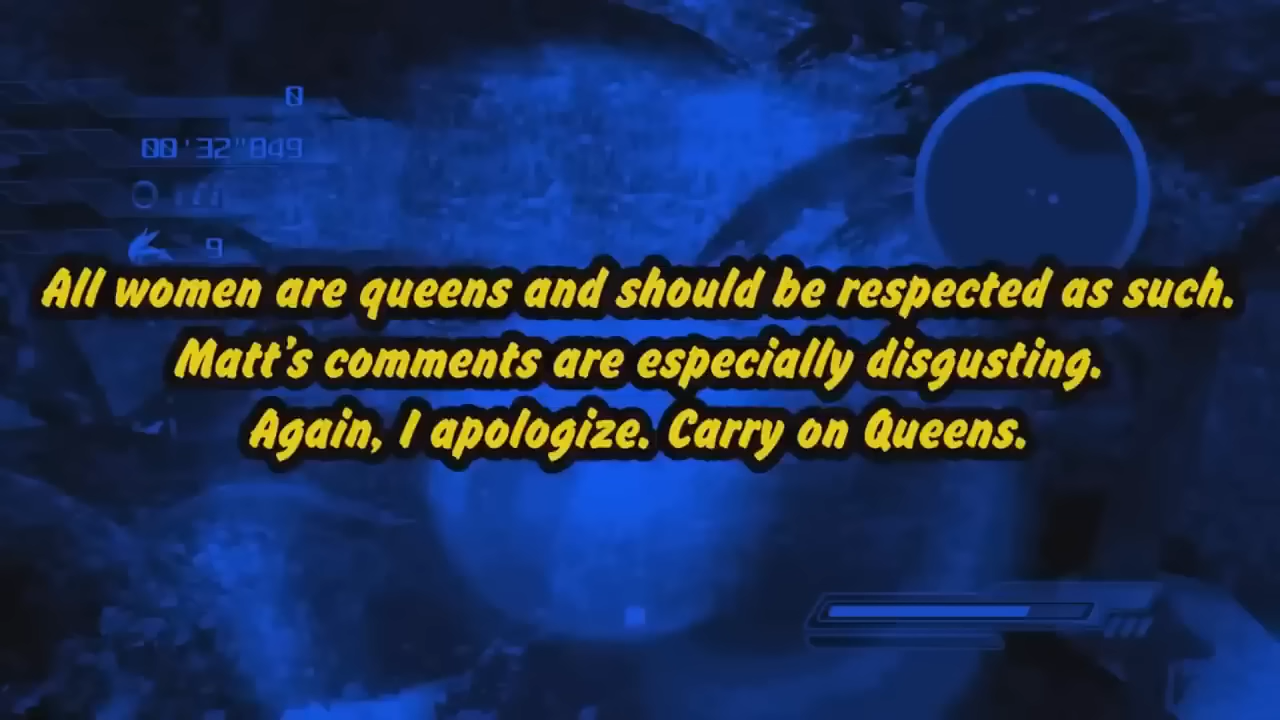 0
00'32"849
9
All women are queens and should be respected as such.
Matt's comments are especially disgusting.
Again, I apologize. Carry on Queens.